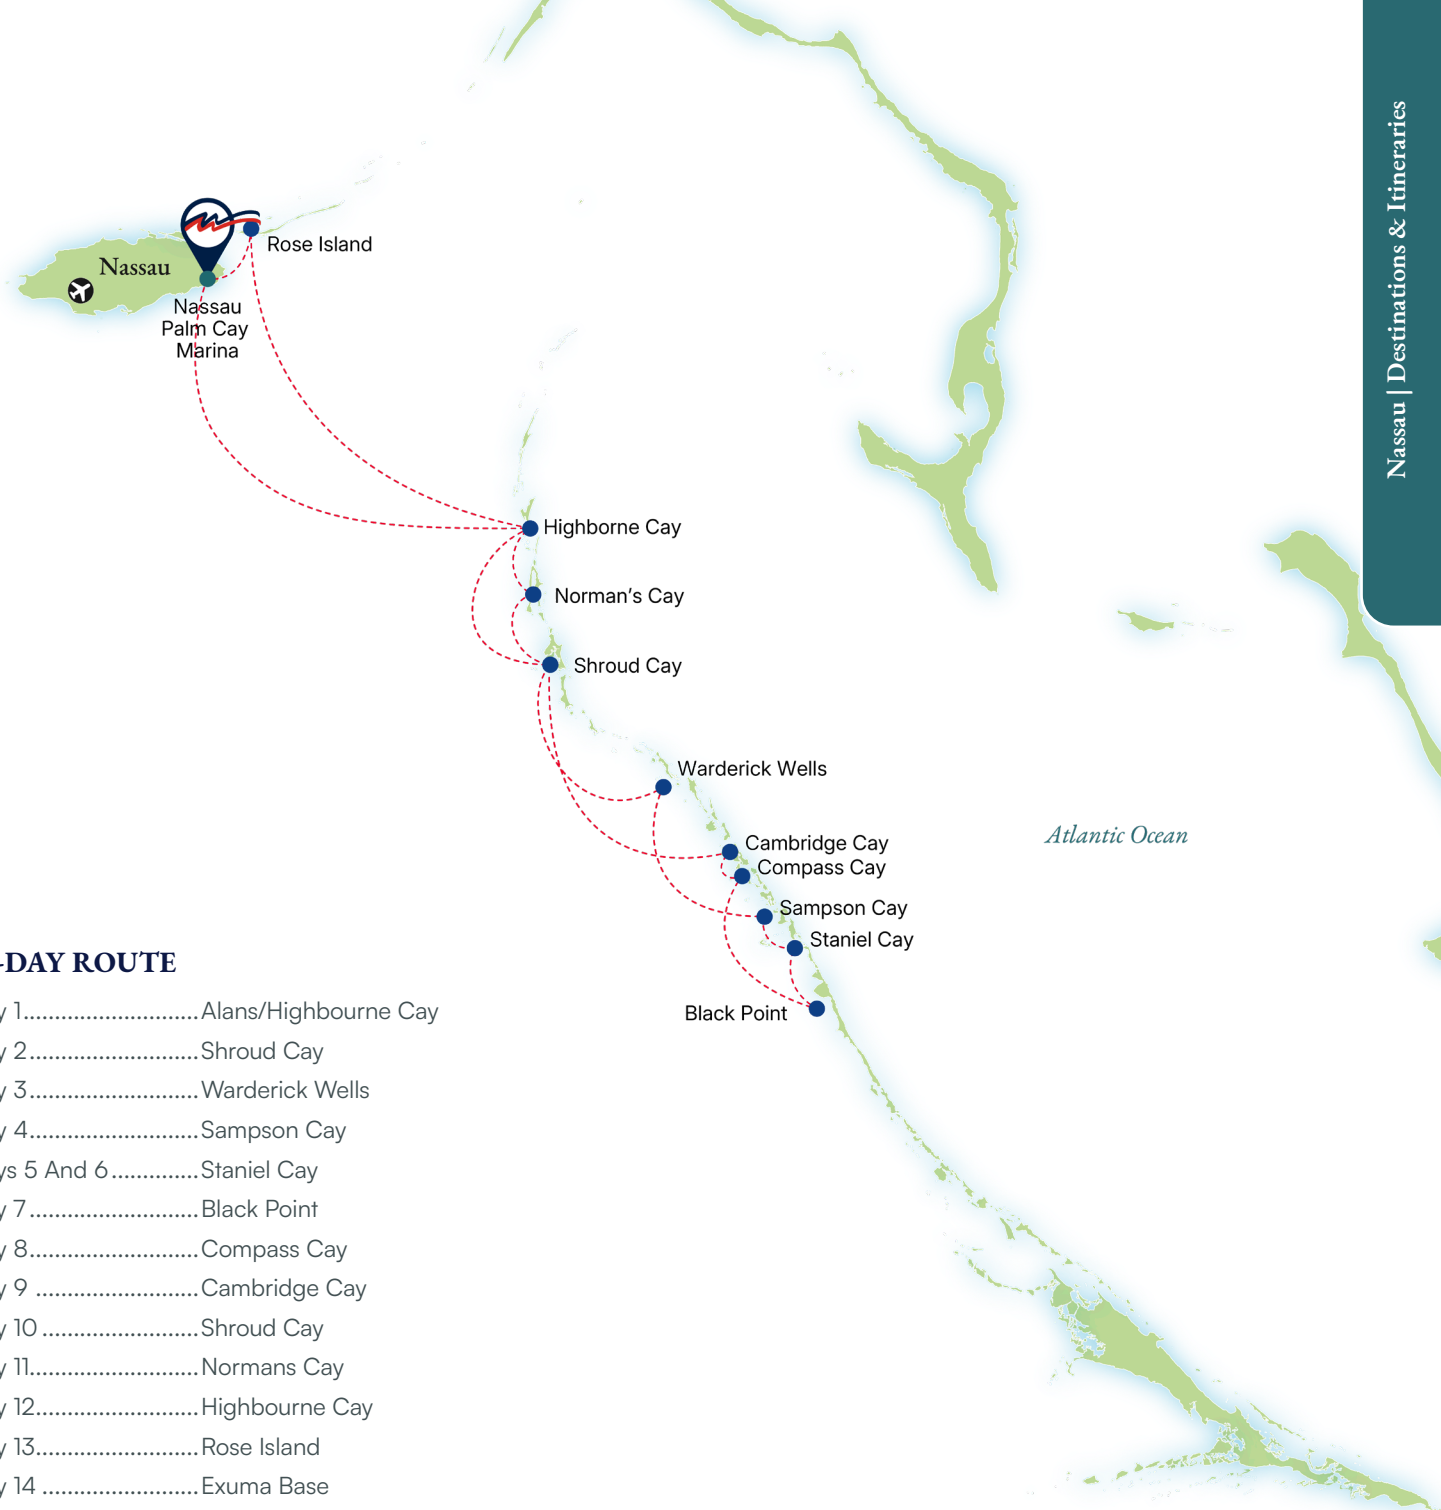 Nassau | Destinations & Itineraries
Rose Island
Nassau
Nassau
Palm Cay
Marina
Highborne Cay
Norman's Cay
Shroud Cay
Warderick Wells
Cambridge Cay
Compass Cay
Atlantic Ocean
Sampson Cay
Staniel Cay
Black Point
-DAY ROUTE
y 1............................Alans/Highbourne Cay
y 2...........................Shroud Cay
y 3...........................Warderick Wells
y 4...........................Sampson Cay
ys 5 And 6..............Staniel Cay
y 7...........................Black Point
y 8...........................Compass Cay
y 9 ..........................Cambridge Cay
y 10 .........................Shroud Cay
y 11...........................Normans Cay
y 12..........................Highbourne Cay
y 13..........................Rose Island
y 14 .........................Exuma Base